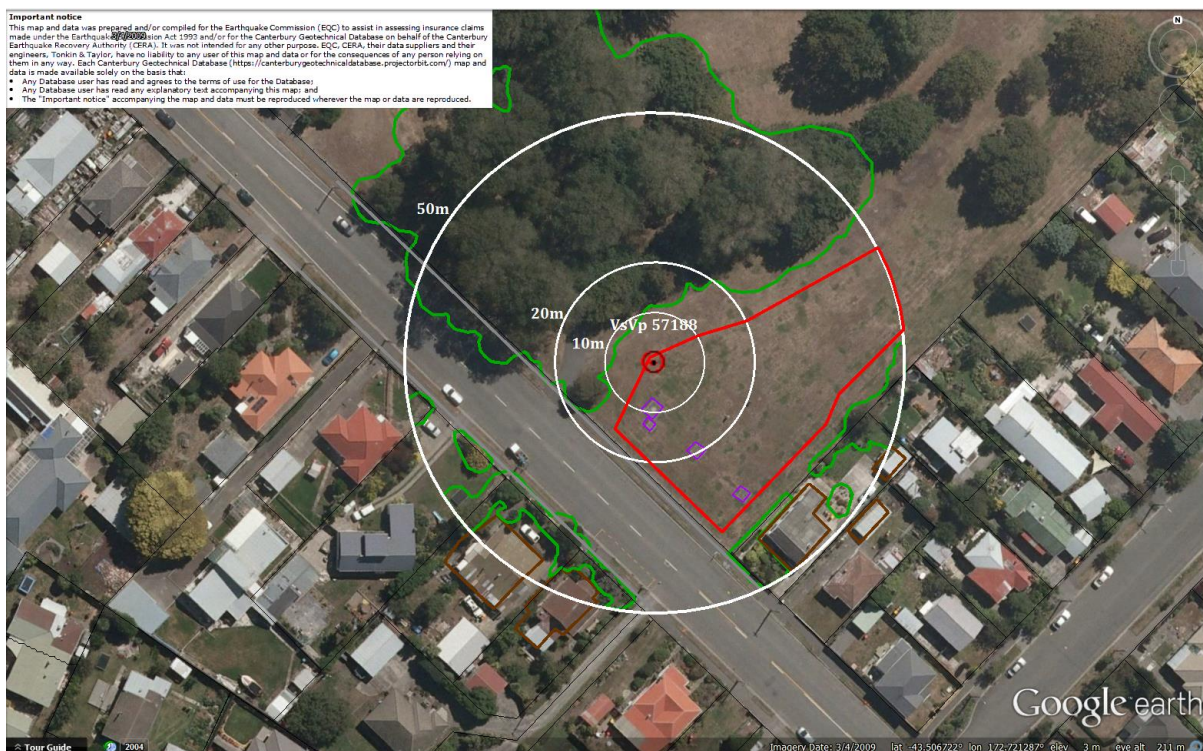 Important notice
This map and data was prepared and/or compiled for the Earthquake Commission (EQC) to assist in assessing insurance claims
made under the Earthquake Commission Act 1993 and/or for the Canterbury Geotechnical Database on behalf of the Canterbury
3/4/2009
Earthquake Recovery Authority (CERA). It was not intended for any other purpose. EQC, CERA, their data suppliers and their
engineers, Tonkin & Taylor, have no liability to any user of this map and data or for the consequences of any person relying on
them in any way. Each Canterbury Geotechnical Database (https://canterburygeotechnicaldatabase.projectorbit.com/) map and
data is made available solely on the basis that:
• Any Database user has read and agrees to the terms of use for the Database;
• Any Database user has read any explanatory text accompanying this map; and
• The "Important notice" accompanying the map and data must be reproduced wherever the map or data are reproduced.
N
50m
20m
VsVp 57188
10m
Google earth
Tour Guide
2004
Imagery Date: 3/4/2009 lat -43.506722° lon 172.721287° elev 3 m eye alt 111 m